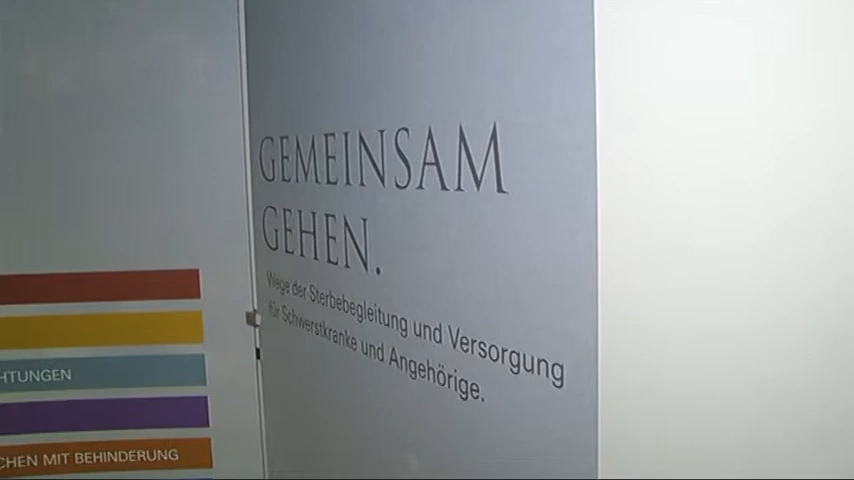 GEMEINSAM
GEHEN.
Wege der Sterbebegleitung und Versorgung
für Schwerstkranke und Angehörige.
HTUNGEN
CHEN MIT BEHINDERUNG